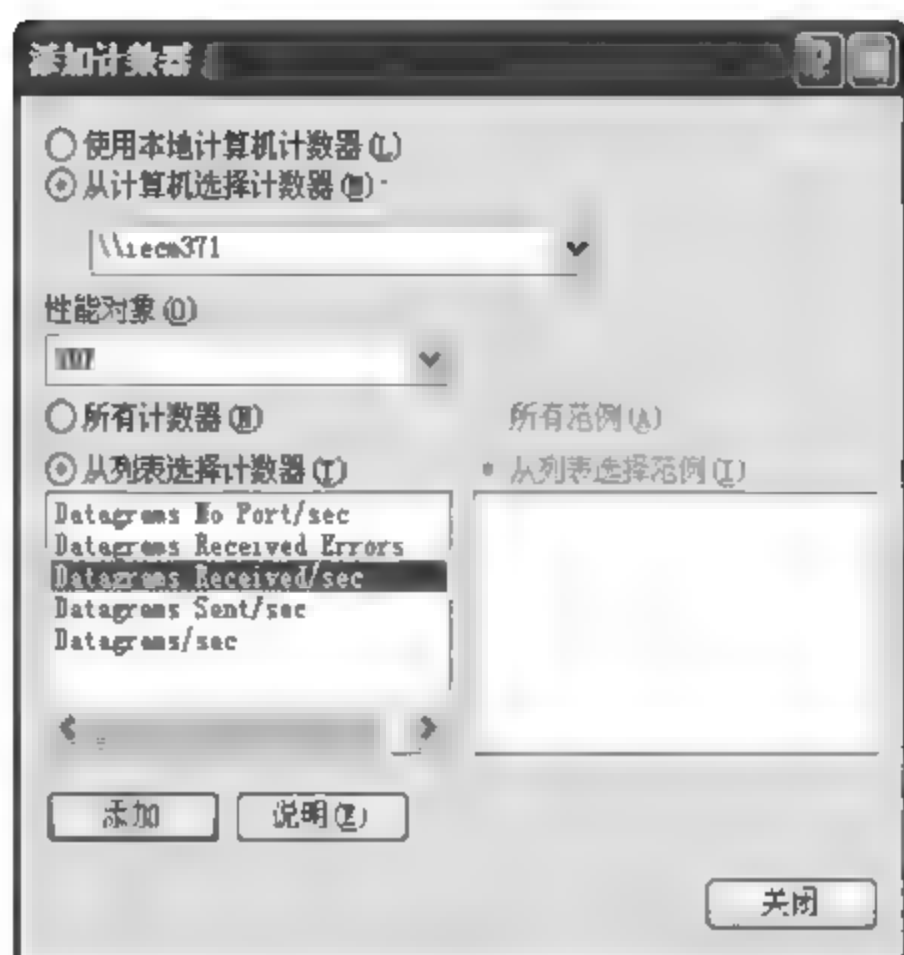 添加计数器
使用本地计算机计数器(L)
从计算机选择计数器
性能对象(O)
所有计数器
所有范例(A)
从列表选择计数器(T)
从列表选择范例(I)
Datagrams No Port/sec
Datagrams Received Errors
Datagrams Received/sec
Datagrams Sent/sec
Datagrams/sec
添加
说明
关闭